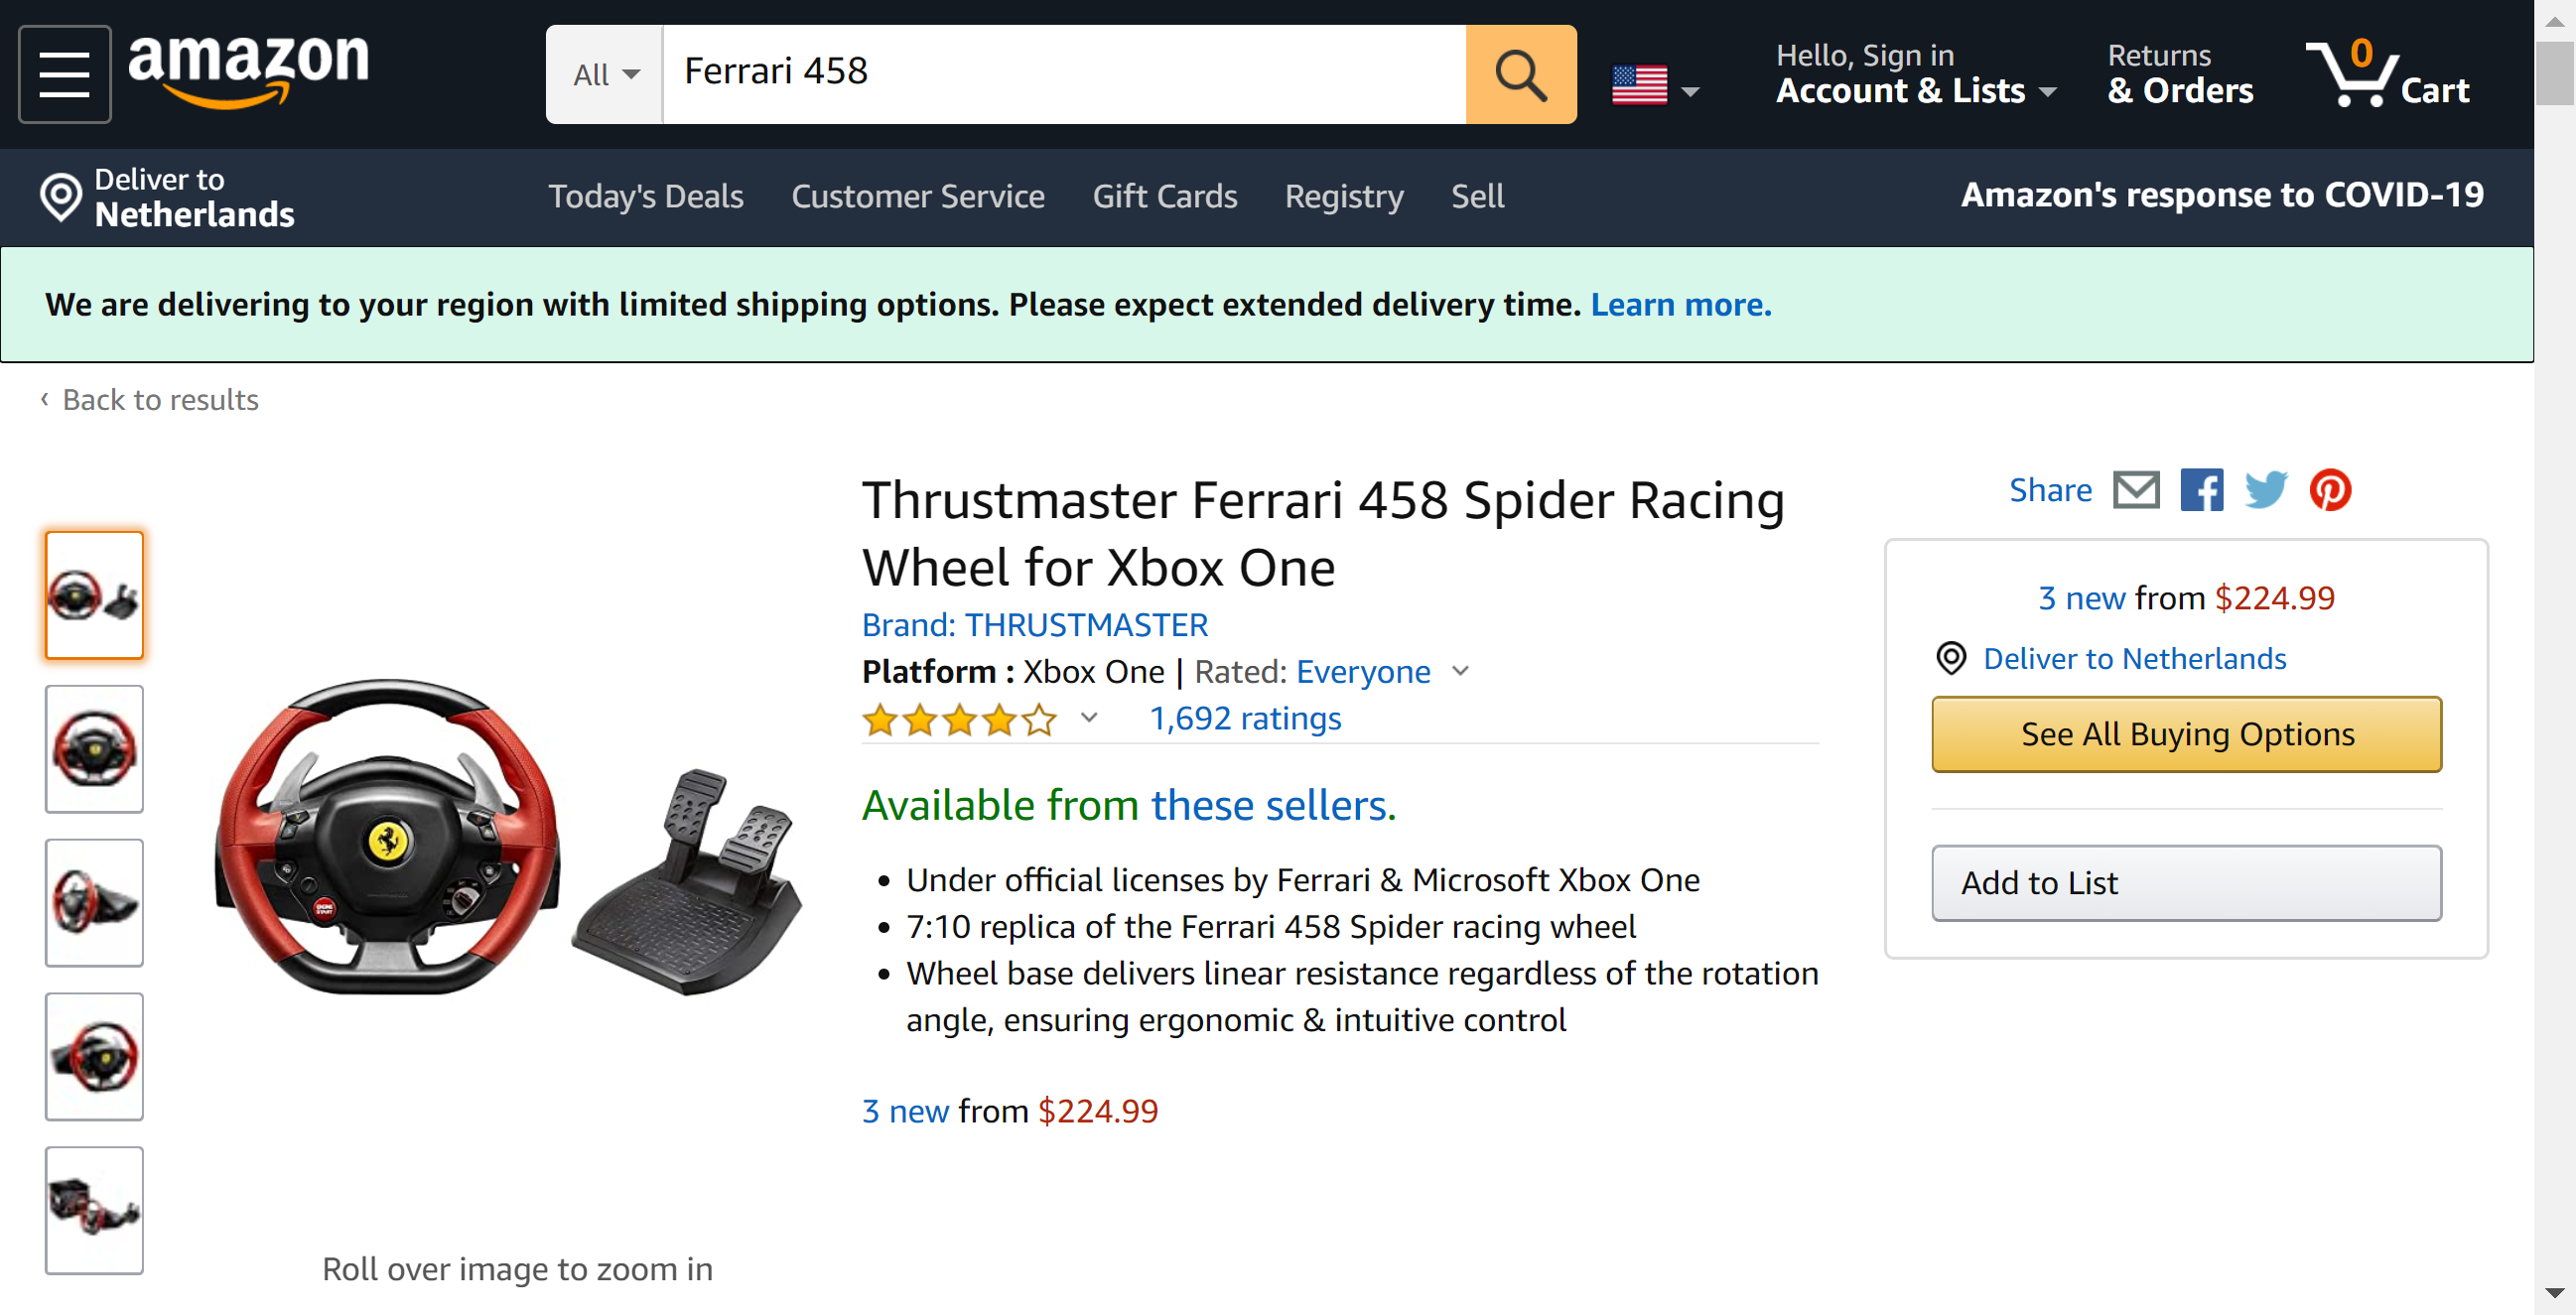 amazon
All
Ferrari 458
Hello, Sign in
Account & Lists
Returns
& Orders
0
Cart
Deliver to
Netherlands
Today's Deals
Customer Service
Gift Cards
Registry
Sell
Amazon's response to COVID-19
We are delivering to your region with limited shipping options. Please expect extended delivery time. Learn more.
‹ Back to results
Thrustmaster Ferrari 458 Spider Racing
Wheel for Xbox One
Brand: THRUSTMASTER
Platform : Xbox One | Rated: Everyone
1,692 ratings
Available from these sellers.
• Under official licenses by Ferrari & Microsoft Xbox One
• 7:10 replica of the Ferrari 458 Spider racing wheel
• Wheel base delivers linear resistance regardless of the rotation
angle, ensuring ergonomic & intuitive control
3 new from $224.99
Roll over image to zoom in
Share
3 new from $224.99
Deliver to Netherlands
See All Buying Options
Add to List